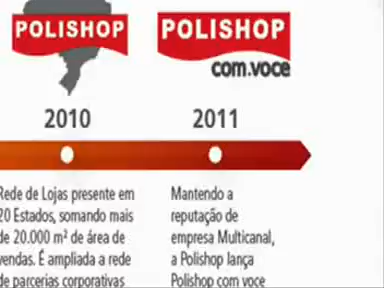 POLISHOP
POLISHOP
com.voce
2010
2011
Rede de Lojas presente em
20 Estados, somando mais
de 20.000 m² de área de
vendas. É ampliada a rede
de parcerias corporativas
Mantendo a
reputação de
empresa Multicanal,
a Polishop lança
Polishop com voce